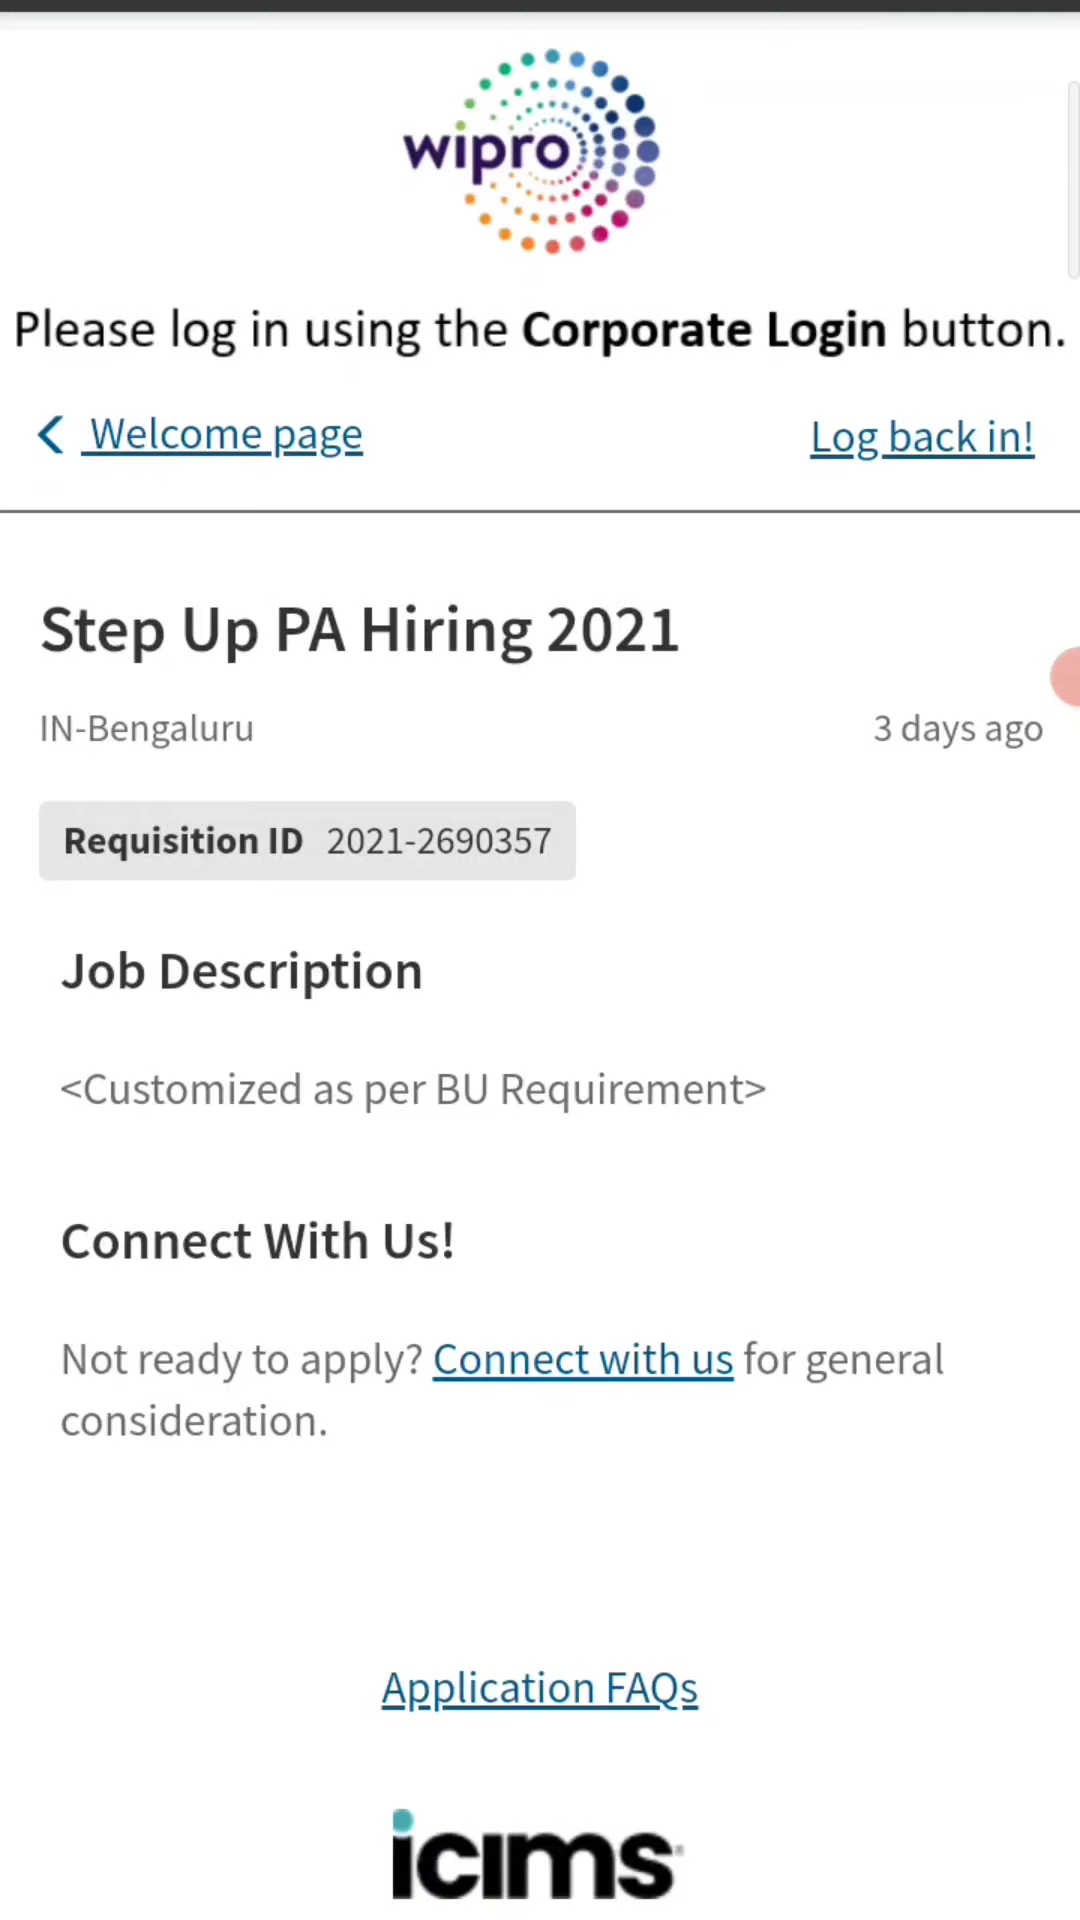 wipro
Please log in using the Corporate Login button.
Welcome page
Log back in!
Step Up PA Hiring 2021
IN-Bengaluru
3 days ago
Requisition ID 2021-2690357
Job Description
<Customized as per BU Requirement>
Connect With Us!
Not ready to apply? Connect with us for general
consideration.
Application FAQs
icims